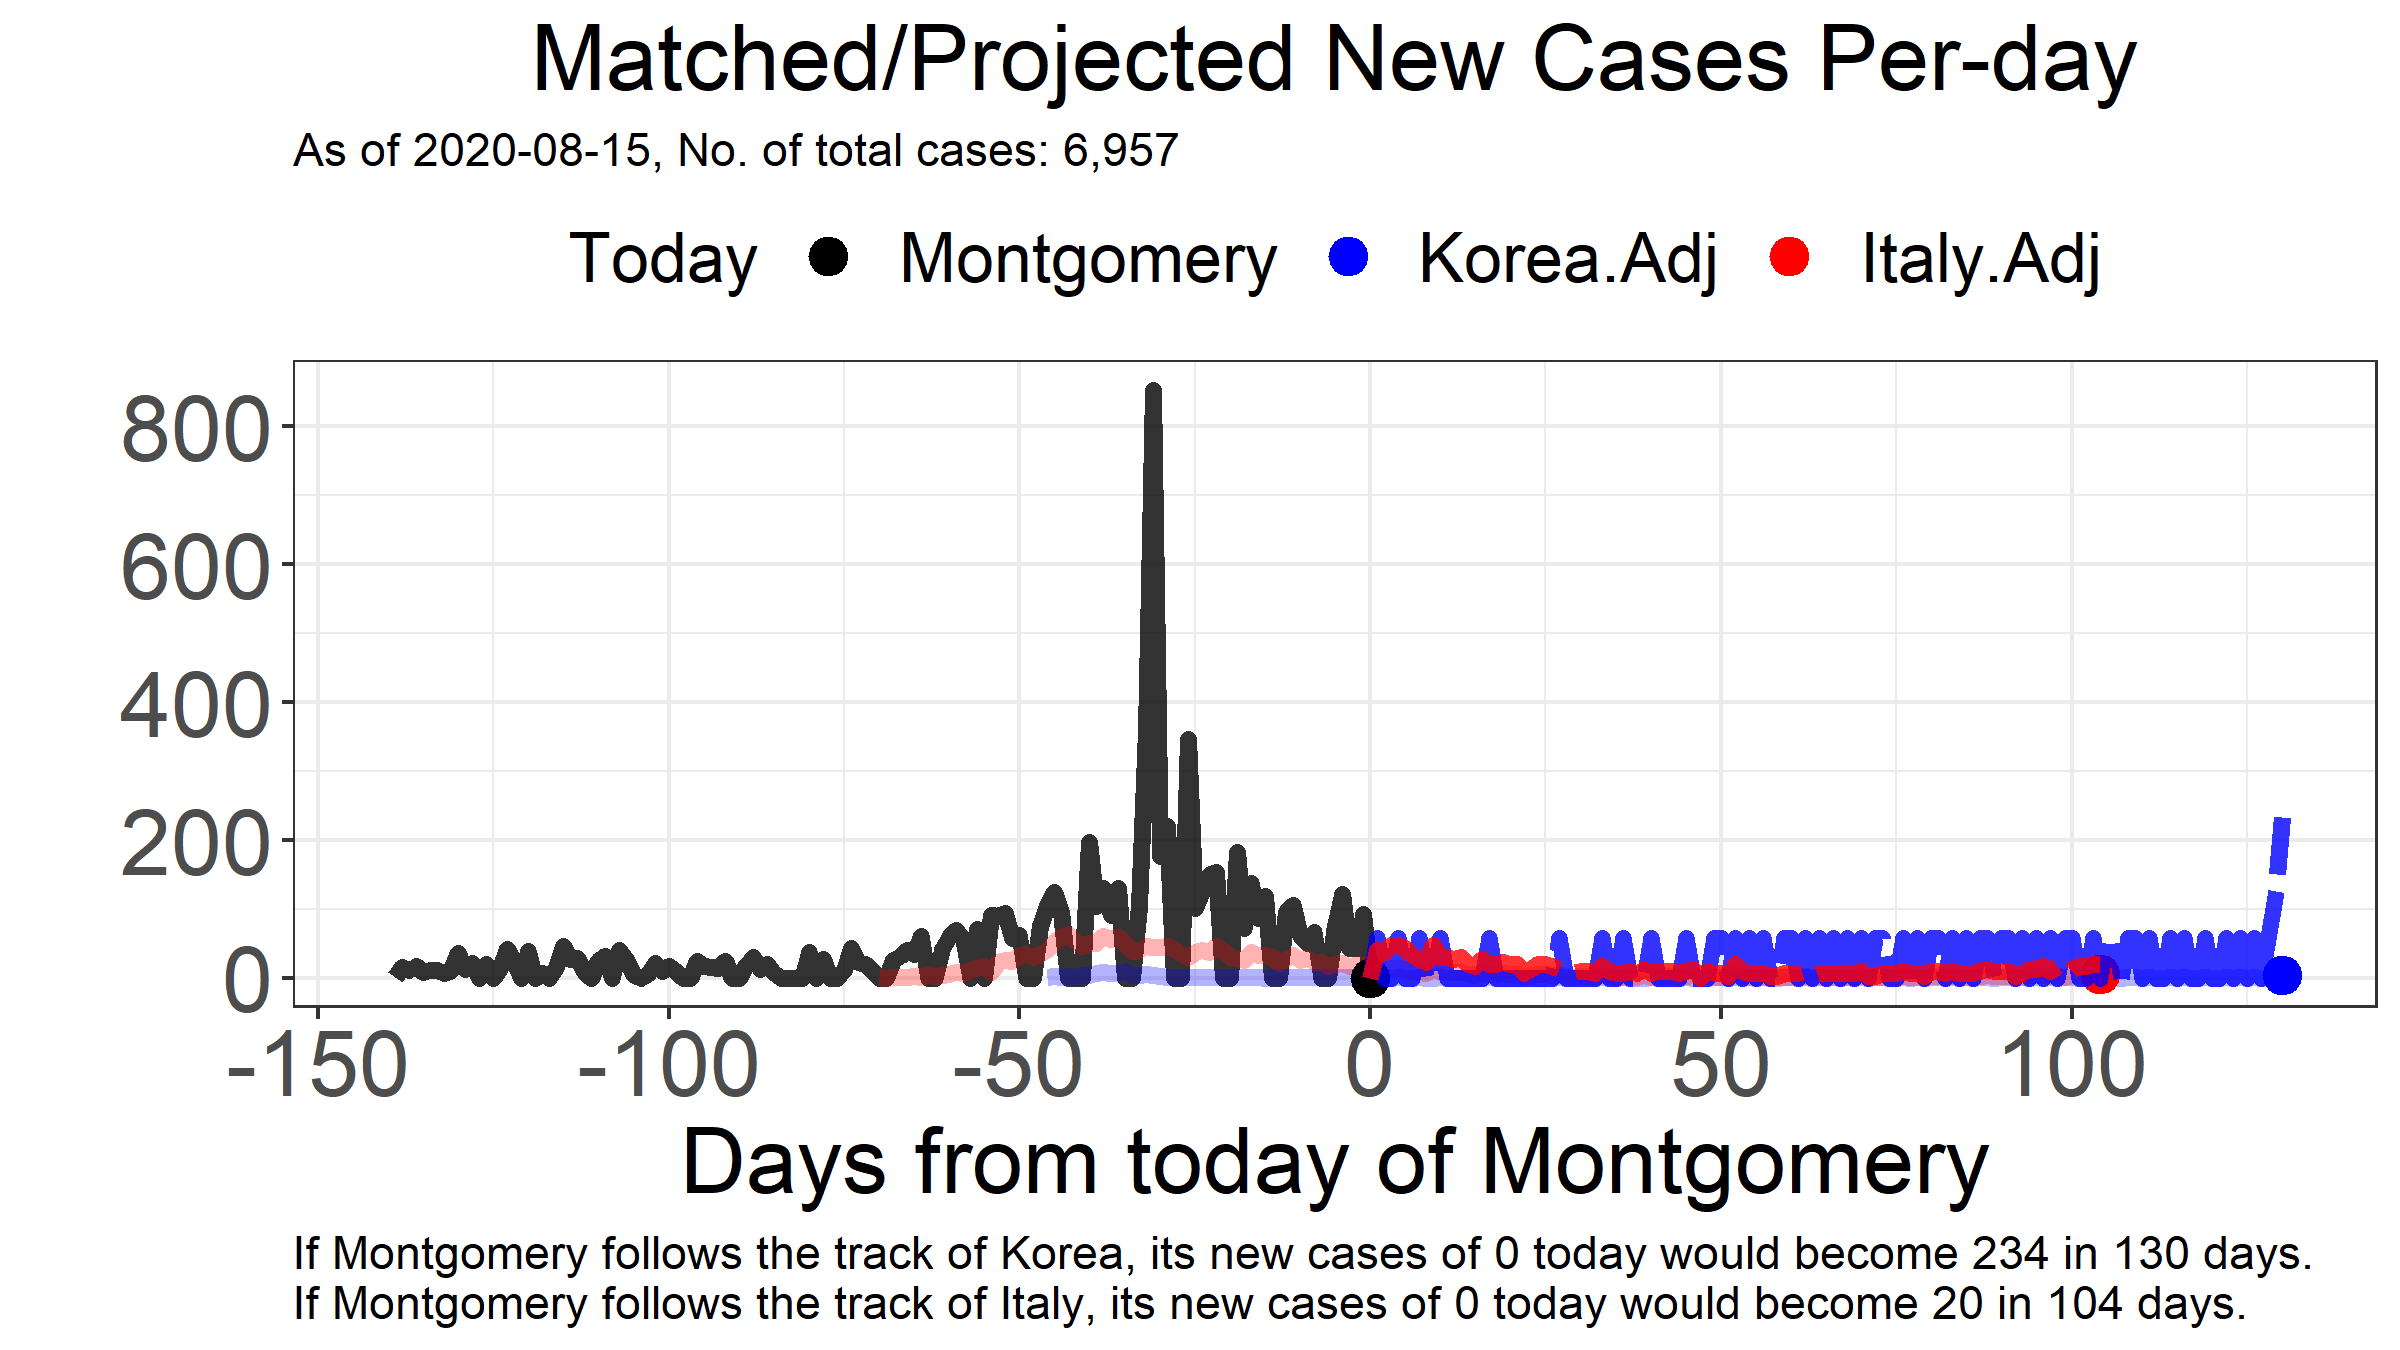 Matched/Projected New Cases Per-day
As of 2020-08-15, No. of total cases: 6,957
Today Montgomery Korea.Adj Italy.Adj
800
600
400
200
0
-150 -100 -50 0 50 100
Days from today of Montgomery
If Montgomery follows the track of Korea, its new cases of 0 today would become 234 in 130 days.
If Montgomery follows the track of Italy, its new cases of 0 today would become 20 in 104 days.